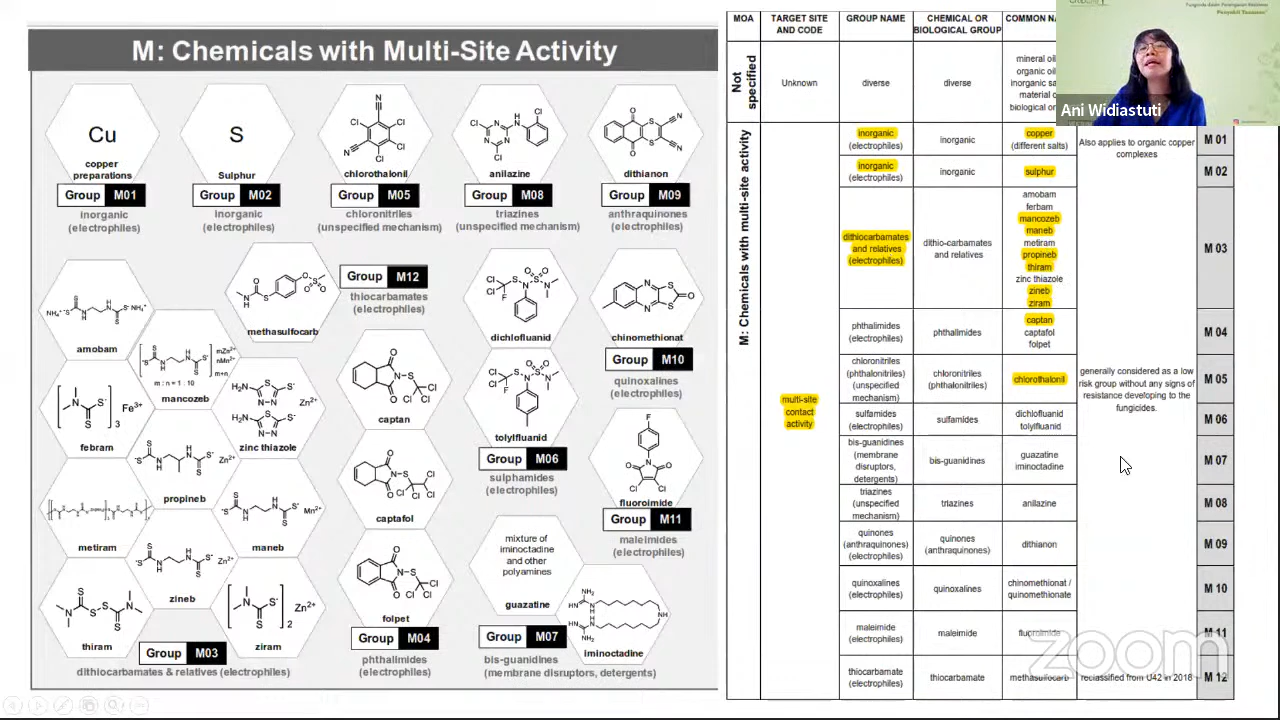 M: Chemicals with Multi-Site Activity
Cu
copper
preparations
Group M01
inorganic
(electrophiles)
S
Sulphur
Group M02
inorganic
(electrophiles)
chlorothalonil
Group M05
chloronitriles
(unspecified mechanism)
anilazine
Group M08
triazines
(unspecified mechanism)
dithianon
Group M09
anthraquinones
(electrophiles)
methasulfocarb
Group M12
thiocarbamates
(electrophiles)
amobam
mancozeb
m : n = 1 : 10
febram
zinc thiazole
propineb
metiram
maneb
zineb
thiram
ziram
Group M03
dithiocarbamates & relatives (electrophiles)
captan
captafol
folpet
Group M04
phthalimides
(electrophiles)
dichlofluanid
tolylfluanid
Group M06
sulphamides
(electrophiles)
chinomethionat
Group M10
quinoxalines
(electrophiles)
fluoroimide
Group M11
maleimides
(electrophiles)
mixture of
iminoctadine
and other
polyamines
guazatine
iminoctadine
Group M07
bis-guanidines
(membrane disruptors, detergents)
MOA
TARGET SITE
AND CODE
GROUP NAME
CHEMICAL OR
BIOLOGICAL GROUP
COMMON
Not
specified
Unknown
diverse
diverse
mineral
organic
inorganic
material
biological
M: Chemicals with multi-site activity
multi-site
contact
activity
inorganic
(electrophiles)
inorganic
copper
(different salts)
Also applies to organic copper
complexes
M 01
inorganic
(electrophiles)
inorganic
sulphur
M 02
dithiocarbamates
and relatives
(electrophiles)
dithio-carbamates
and relatives
amobam
ferbam
mancozeb
maneb
metiram
propineb
thiram
zinc thiazole
zineb
ziram
M 03
phthalimides
(electrophiles)
phthalimides
captan
captafol
folpet
M 04
chloronitriles
(phthalonitriles)
(unspecified
mechanism)
chloronitriles
(phthalonitriles)
chlorothalonil
generally considered as a low
risk group without any signs of
resistance developing to the
fungicides.
M 05
sulfamides
(electrophiles)
sulfamides
dichlofluanid
tolylfluanid
M 06
bis-guanidines
(membrane
disruptors,
detergents)
bis-guanidines
guazatine
iminoctadine
M 07
triazines
(unspecified
mechanism)
triazines
anilazine
M 08
quinones
(anthraquinones)
(electrophiles)
quinones
(anthraquinones)
dithianon
M 09
quinoxalines
(electrophiles)
quinoxalines
chinomethionat /
quinomethionate
M 10
maleimide
(electrophiles)
maleimide
fluoroimide
M 11
thiocarbamate
(electrophiles)
thiocarbamate
methasulfocarb
reclassified from U42 in 2018
M 12
Ani Widiastuti
zoom